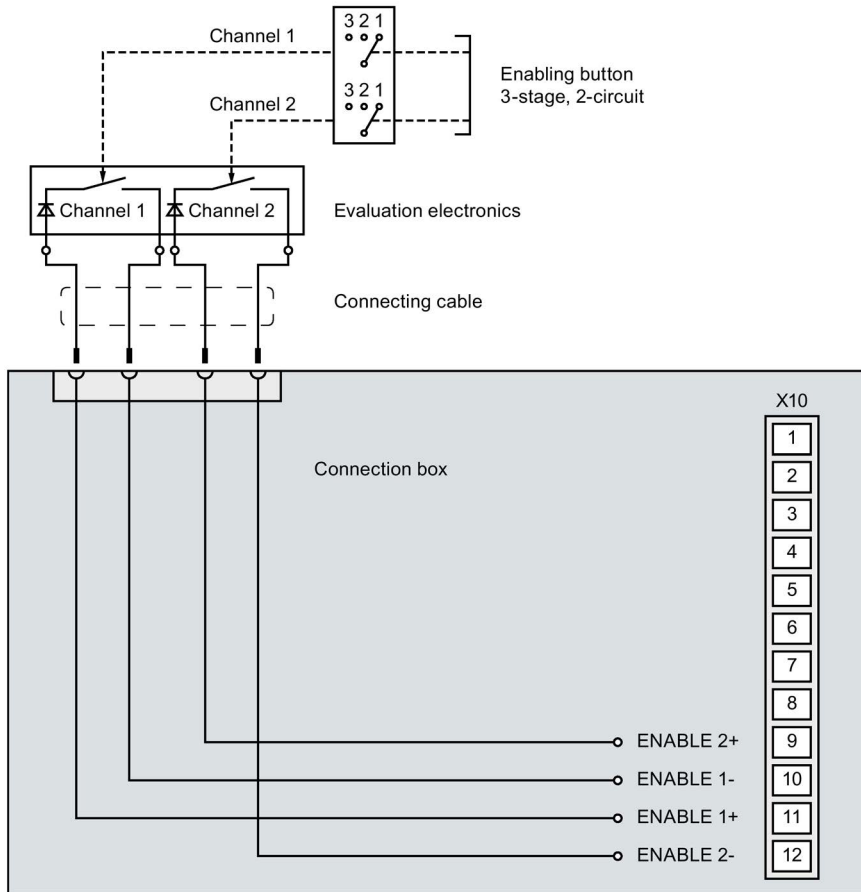 3 2 1
Channel 1
Enabling button
3-stage, 2-circuit
3 2 1
Channel 2
Channel 1
Channel 2
Evaluation electronics
Connecting cable
X10
1
Connection box
2
3
4
5
6
7
8
ENABLE 2+
9
ENABLE 1-
10
ENABLE 1+
11
ENABLE 2-
12